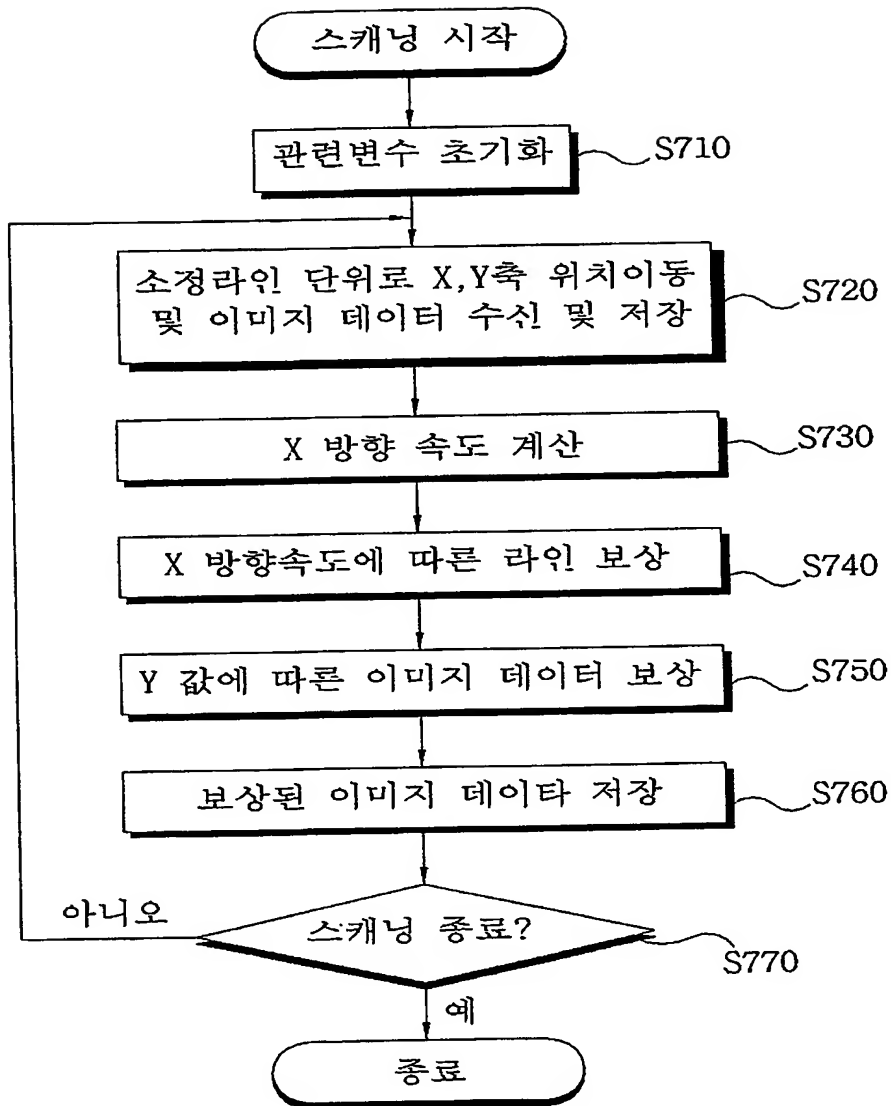 스캐닝 시작
관련변수 초기화
S710
소정라인 단위로 X,Y축 위치이동
및 이미지 데이터 수신 및 저장
S720
X 방향 속도 계산
S730
X 방향속도에 따른 라인 보상
S740
Y 값에 따른 이미지 데이터 보상
S750
보상된 이미지 데이타 저장
S760
아니오
스캐닝 종료?
S770
예
종료